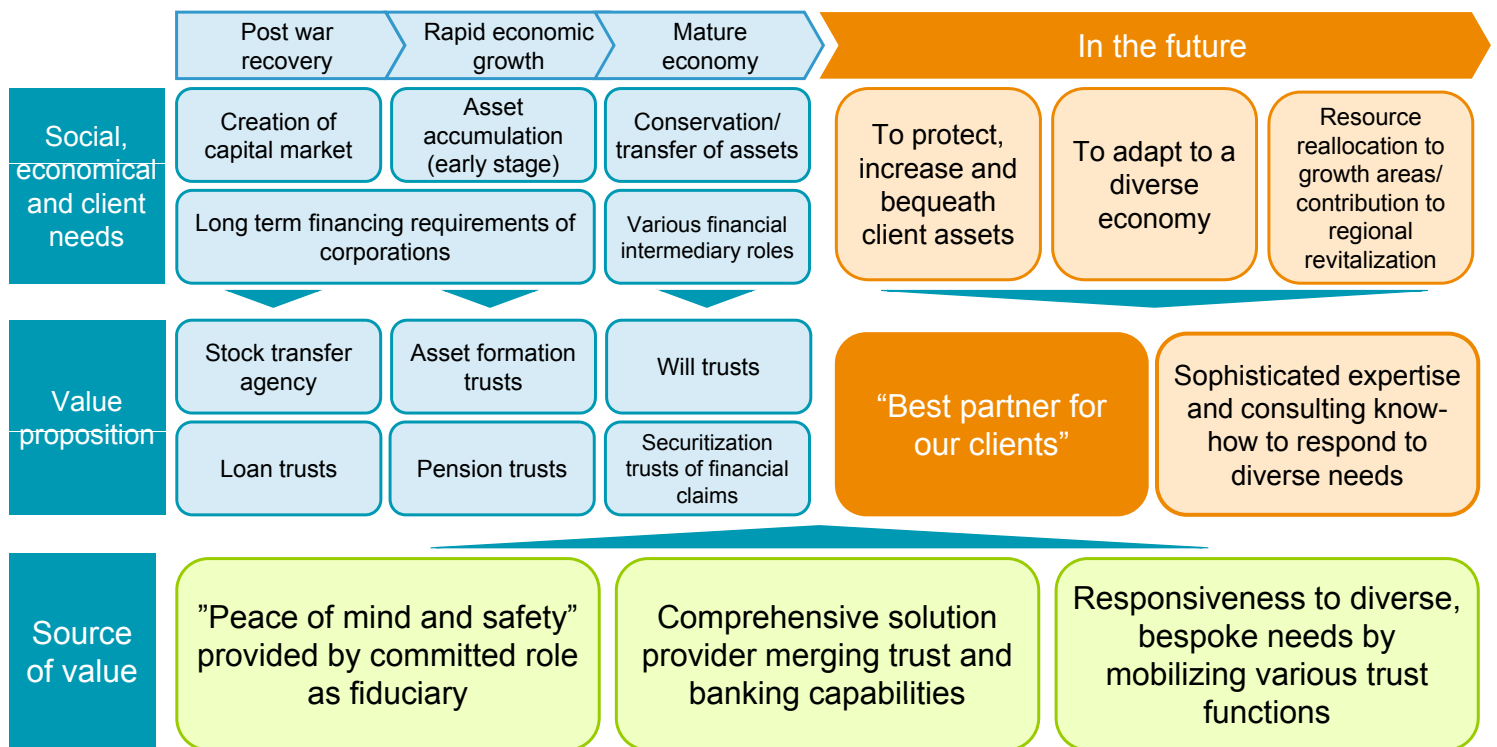 Post war
recovery
Rapid economic
growth
Mature
economy
In the future
Social,
economical
and client
needs
Creation of
capital market
Asset
accumulation
(early stage)
Conservation/
transfer of assets
Long term financing requirements of
corporations
Various financial
intermediary roles
To protect,
increase and
bequeath
client assets
To adapt to a
diverse
economy
Resource
reallocation to
growth areas/
contribution to
regional
revitalization
Value
proposition
Stock transfer
agency
Asset formation
trusts
Will trusts
Loan trusts
Pension trusts
Securitization
trusts of financial
claims
“Best partner for
our clients”
Sophisticated expertise
and consulting know-
how to respond to
diverse needs
Source
of value
”Peace of mind and safety”
provided by committed role
as fiduciary
Comprehensive solution
provider merging trust and
banking capabilities
Responsiveness to diverse,
bespoke needs by
mobilizing various trust
functions